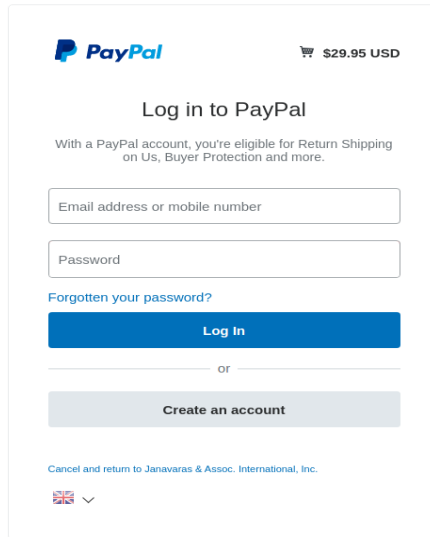 PayPal
$29.95 USD
Log in to PayPal
With a PayPal account, you're eligible for Return Shipping
on Us, Buyer Protection and more.
Email address or mobile number
Password
Forgotten your password?
Log In
or
Create an account
Cancel and return to Janavaras & Assoc. International, Inc.